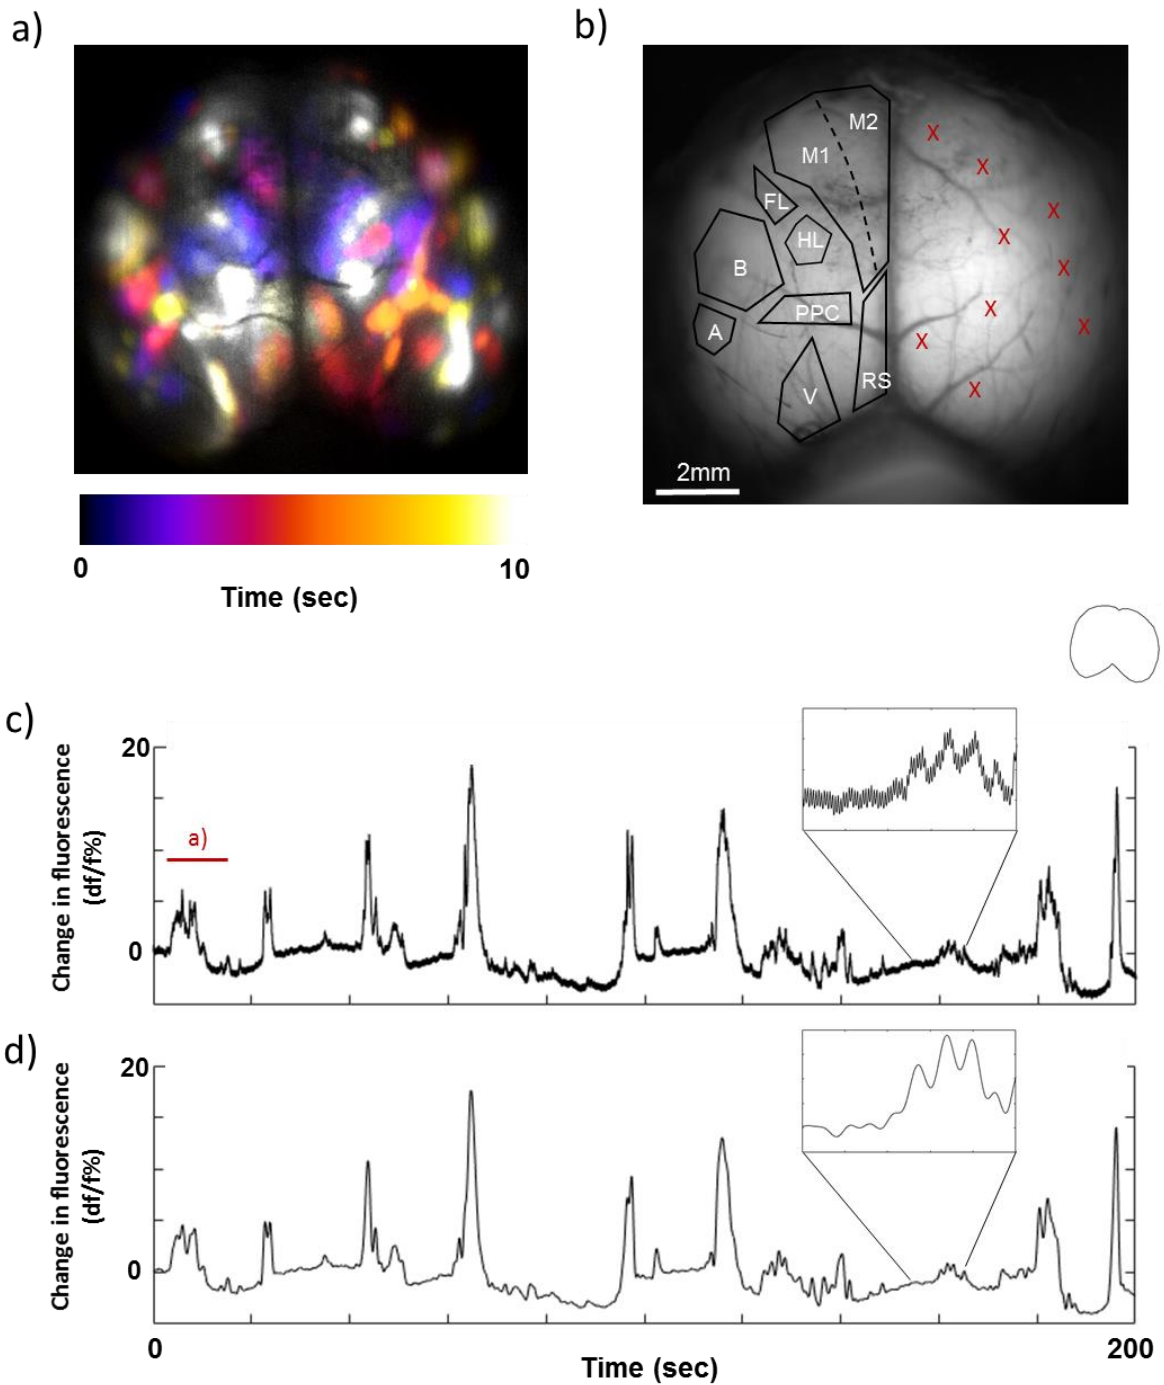 a)
b)
M2
M1
FL
HL
B
PPC
A
RS
V
X
X
X
X
X
X
X
X
X
2mm
0
10
Time (sec)
c)
20
0
Change in fluorescence
(df/f%)
a)
d)
20
0
Change in fluorescence
(df/f%)
0
200
Time (sec)